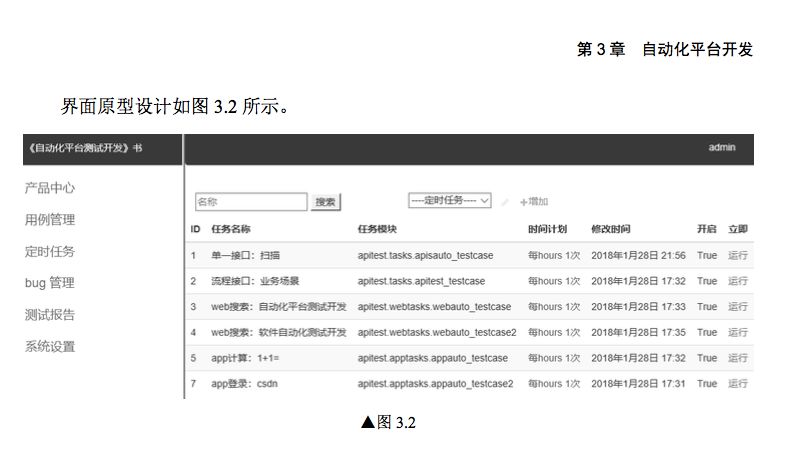 第 3 章 自动化平台开发
界面原型设计如图 3.2 所示。
《自动化平台测试开发》书 admin
产品中心
用例管理
定时任务
bug 管理
测试报告
系统设置
名称 搜索 ----定时任务---- +增加
ID 任务名称 任务模块 时间计划 修改时间 开启 立即
1 单一接口：扫描 apitest.tasks.apisauto_testcase 每hours 1次 2018年1月28日 21:56 True 运行
2 流程接口：业务场景 apitest.tasks.apitest_testcase 每hours 1次 2018年1月28日 17:32 True 运行
3 web搜索：自动化平台测试开发 apitest.webtasks.webauto_testcase 每hours 1次 2018年1月28日 17:33 True 运行
4 web搜索：软件自动化测试开发 apitest.webtasks.webauto_testcase2 每hours 1次 2018年1月28日 17:35 True 运行
5 app计算：1+1= apitest.apptasks.appauto_testcase 每hours 1次 2018年1月28日 17:32 True 运行
7 app登录：csdn apitest.apptasks.appauto_testcase2 每hours 1次 2018年1月28日 17:31 True 运行
▲图 3.2